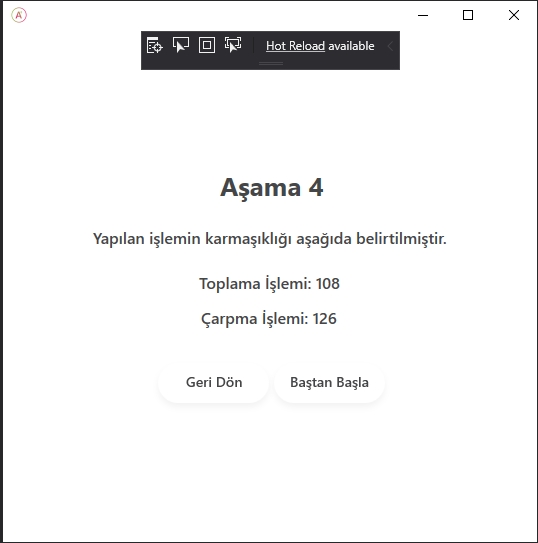 Hot Reload available
Aşama 4
Yapılan işlemin karmaşıklığı aşağıda belirtilmiştir.
Toplama İşlemi: 108
Çarpma İşlemi: 126
Geri Dön
Baştan Başla